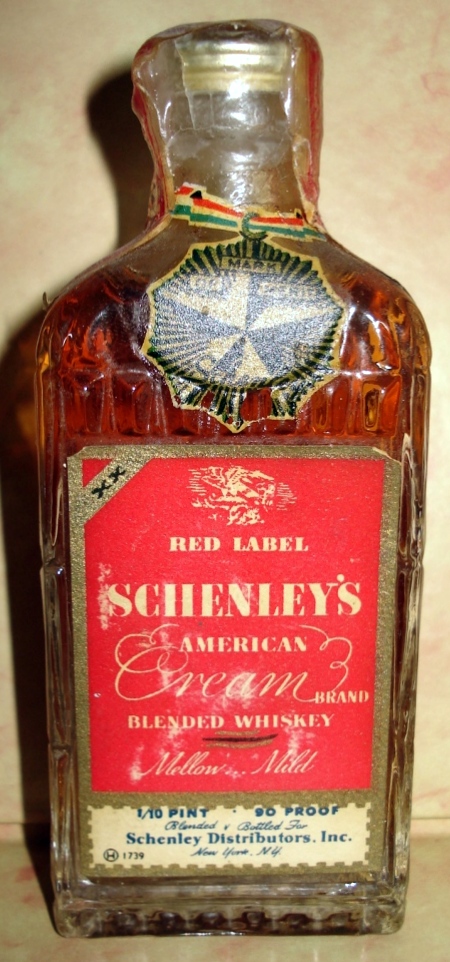 MARK
XX
RED LABEL
SCHENLEY'S
AMERICAN
Cream
BRAND
BLENDED WHISKEY
Mellow... Mild
1/10 PINT · 90 PROOF
Blended & Bottled For
Schenley Distributors, Inc.
New York, N.Y.
H 1739